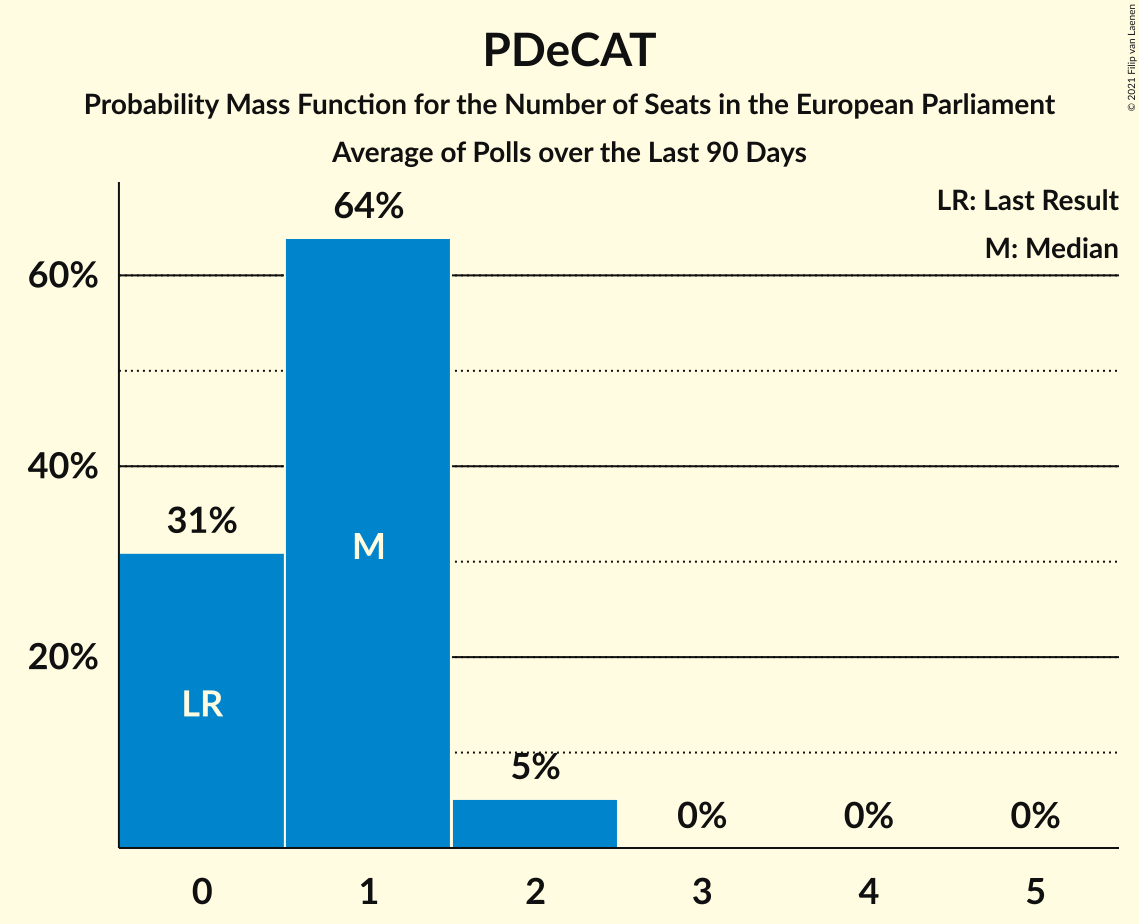 PDeCAT
Probability Mass Function for the Number of Seats in the European Parliament
Average of Polls over the Last 90 Days
© 2021 Filip van Laenen
LR: Last Result
M: Median
64%
60%
40%
31%
M
20%
LR
5%
0%
0%
0%
0
1
2
3
4
5